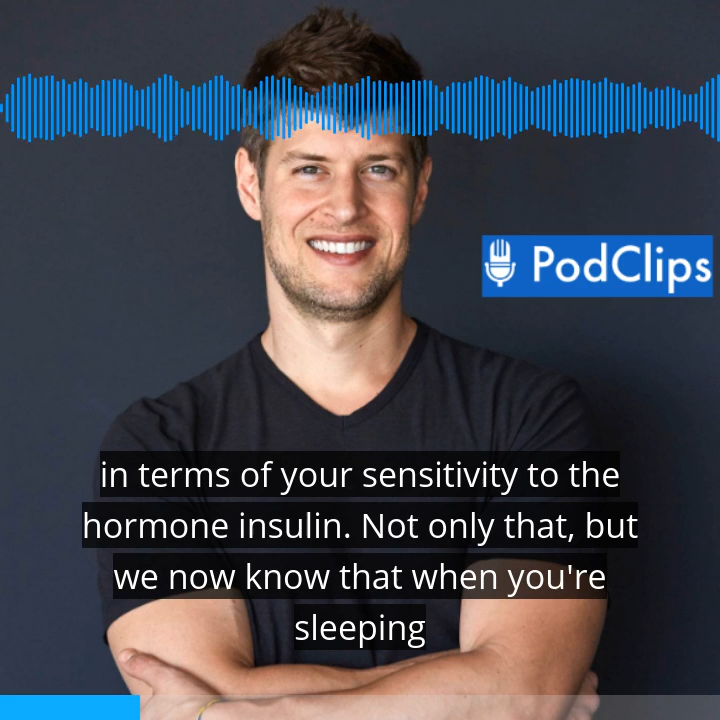 PodClips
in terms of your sensitivity to the
hormone insulin. Not only that, but
we now know that when you're
sleeping